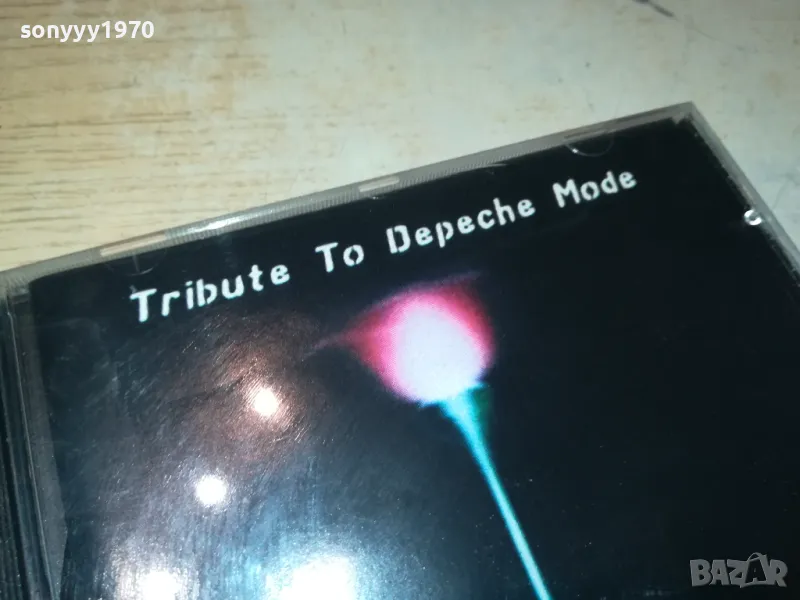 sonyyy1970
Tribute To Depeche Mode
BAZAR